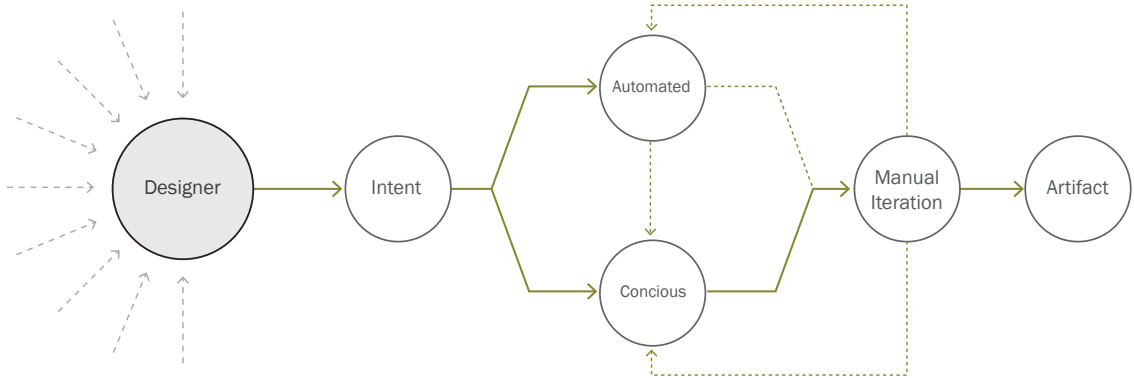 Designer
Intent
Automated
Concious
Manual
Iteration
Artifact